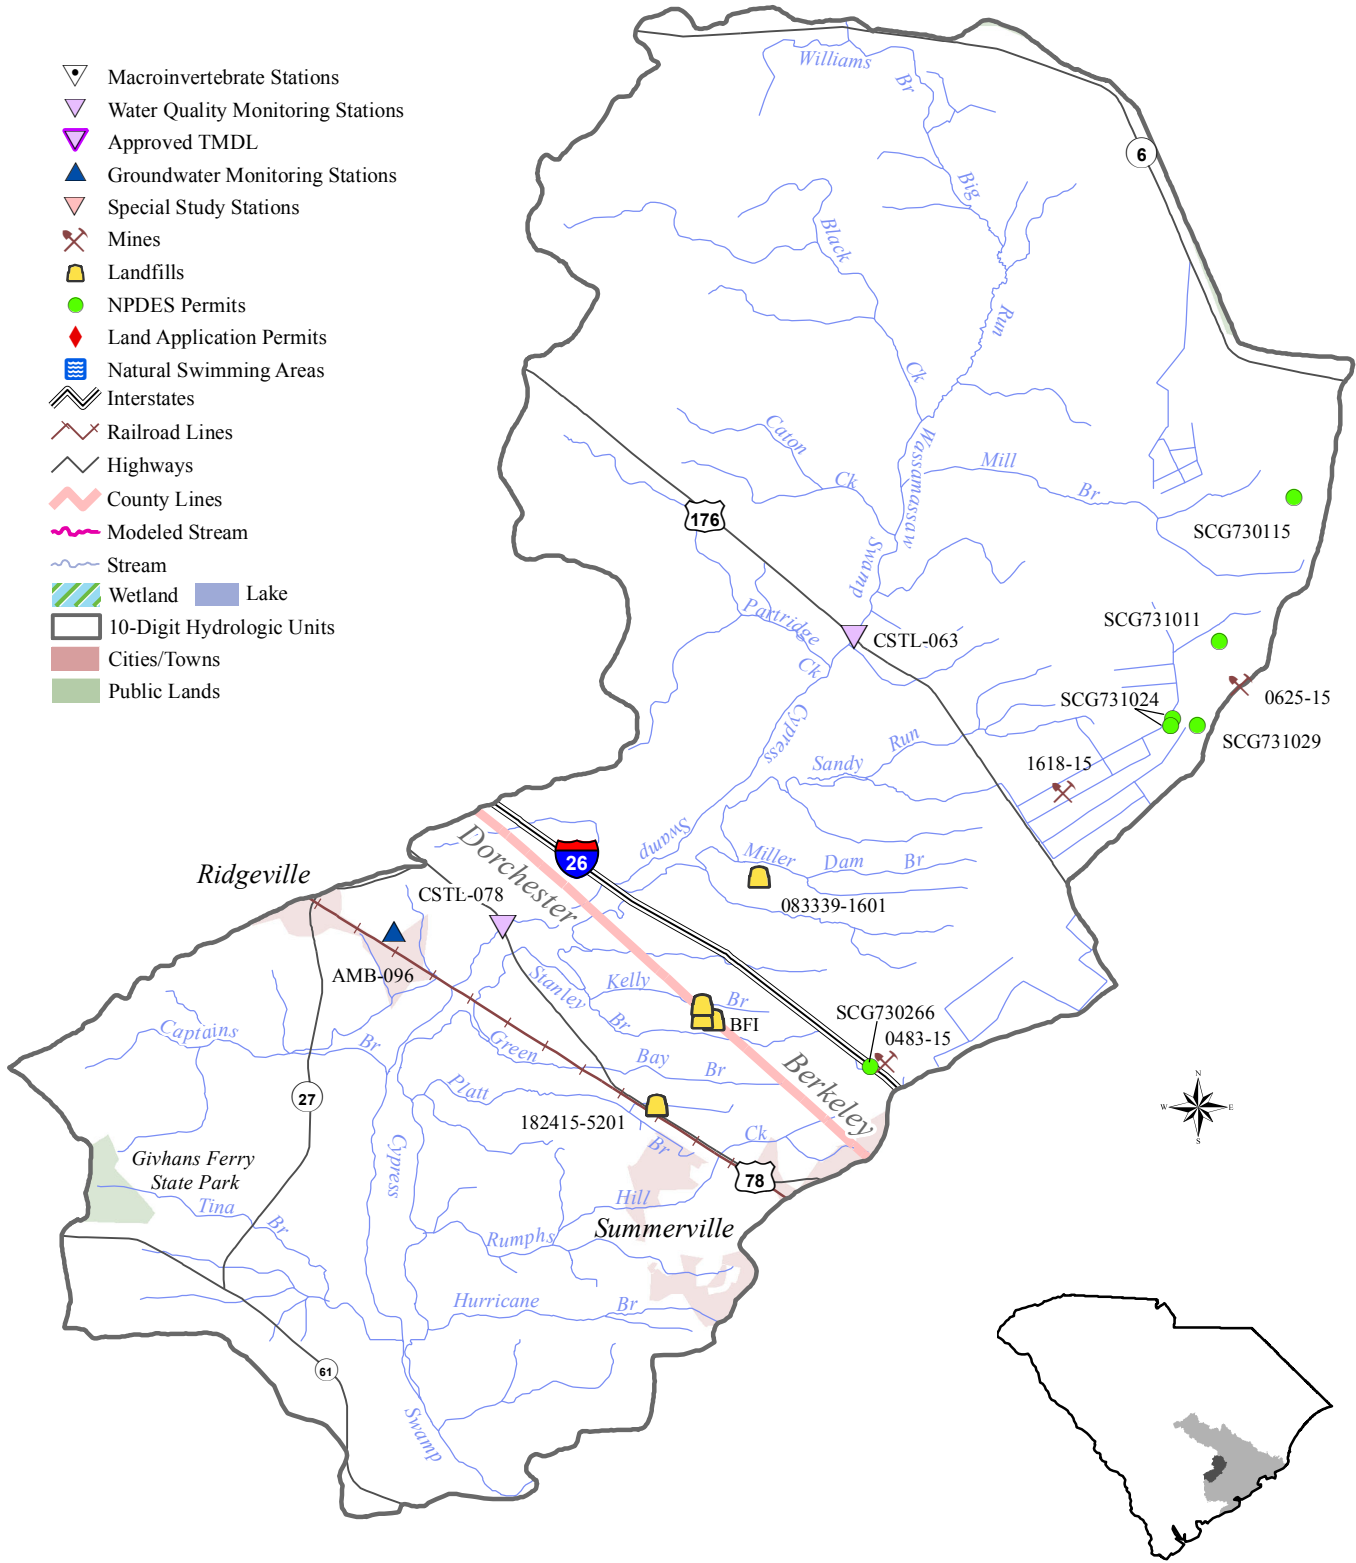 Macroinvertebrate Stations
Water Quality Monitoring Stations
Approved TMDL
Groundwater Monitoring Stations
Special Study Stations
Mines
Landfills
NPDES Permits
Land Application Permits
Natural Swimming Areas
Interstates
Railroad Lines
Highways
County Lines
Modeled Stream
Stream
Wetland
Lake
10-Digit Hydrologic Units
Cities/Towns
Public Lands
Williams
Br
6
Big
Run
Black
Ck
Caton
Ck
Wassamassaw
Swamp
Mill
Br
176
SCG730115
SCG731011
Partridge
Ck
CSTL-063
SCG731024
0625-15
SCG731029
Cypress
Swamp
Sandy
Run
1618-15
Dorchester
26
Miller
Dam
Br
083339-1601
Ridgeville
CSTL-078
AMB-096
Stanley
Br
Kelly
Br
BFI
SCG730266
0483-15
Captains
Br
Green
Bay
Br
Berkeley
27
Platt
Br
182415-5201
Ck
Hill
78
N
W
E
S
Givhans Ferry
State Park
Cypress
Tina
Br
Summerville
Rumphs
Hurricane
Br
61
Swamp